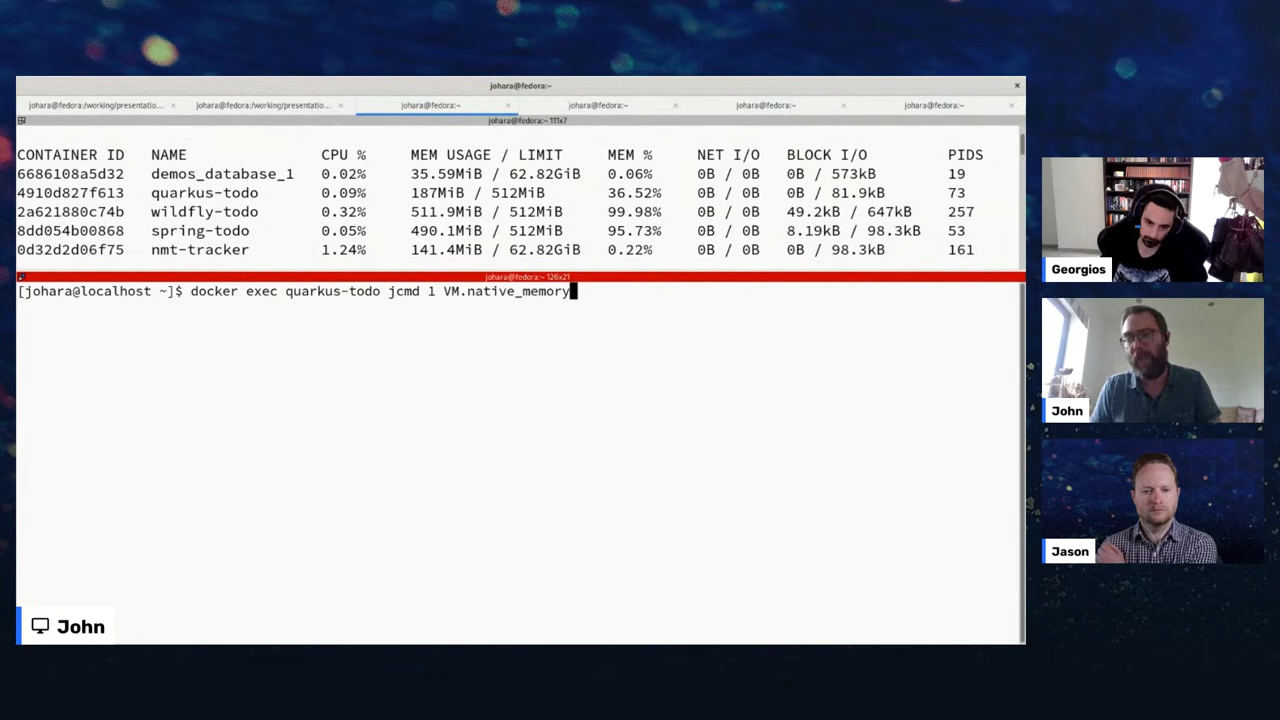 johara@fedora:~
johara@fedora:/working/presentatio...
johara@fedora:/working/presentatio...
johara@fedora:~
johara@fedora:~
johara@fedora:~
johara@fedora:~
johara@fedora:~ 111x7
CONTAINER ID NAME CPU % MEM USAGE / LIMIT MEM % NET I/O BLOCK I/O PIDS
6686108a5d32 demos_database_1 0.02% 35.59MiB / 62.82GiB 0.06% 0B / 0B 0B / 573kB 19
4910d827f613 quarkus-todo 0.09% 187MiB / 512MiB 36.52% 0B / 0B 0B / 81.9kB 73
2a621880c74b wildfly-todo 0.32% 511.9MiB / 512MiB 99.98% 0B / 0B 49.2kB / 647kB 257
8dd054b00868 spring-todo 0.05% 490.1MiB / 512MiB 95.73% 0B / 0B 8.19kB / 98.3kB 53
0d32d2d06f75 nmt-tracker 1.24% 141.4MiB / 62.82GiB 0.22% 0B / 0B 0B / 98.3kB 161
johara@fedora:~ 126x21
[johara@localhost ~]$ docker exec quarkus-todo jcmd 1 VM.native_memory
John
Georgios
John
Jason